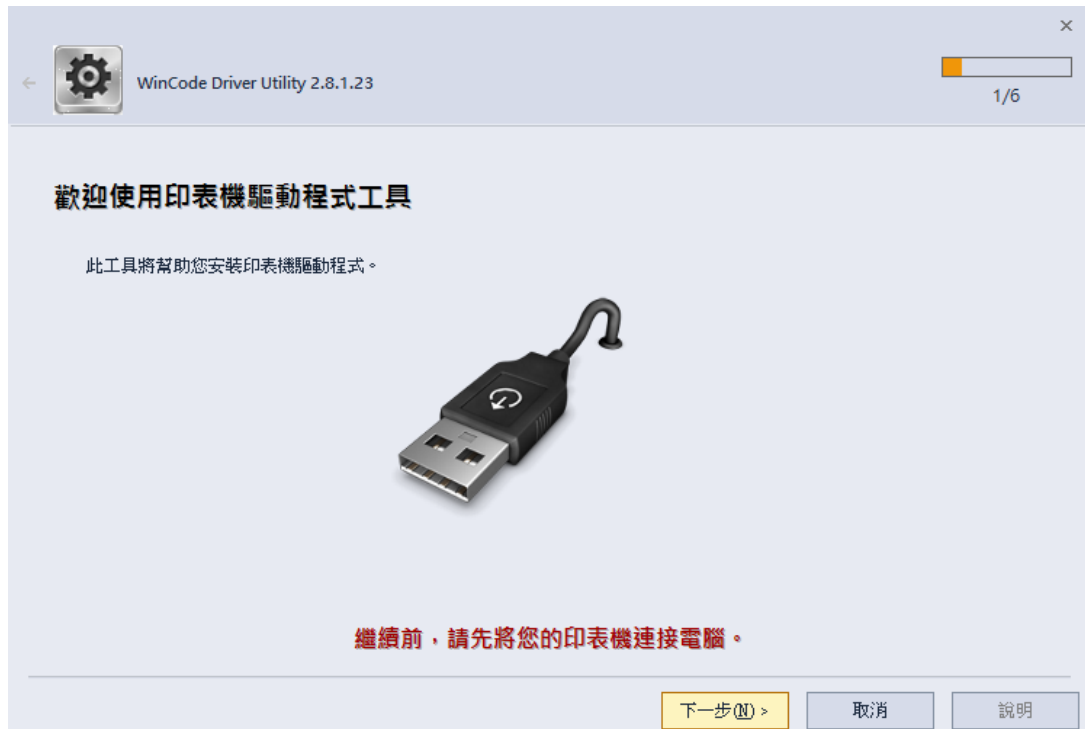 WinCode Driver Utility 2.8.1.23
1/6
歡迎使用印表機驅動程式工具
此工具將幫助您安裝印表機驅動程式。
繼續前，請先將您的印表機連接電腦。
下一步(N) >
取消
說明